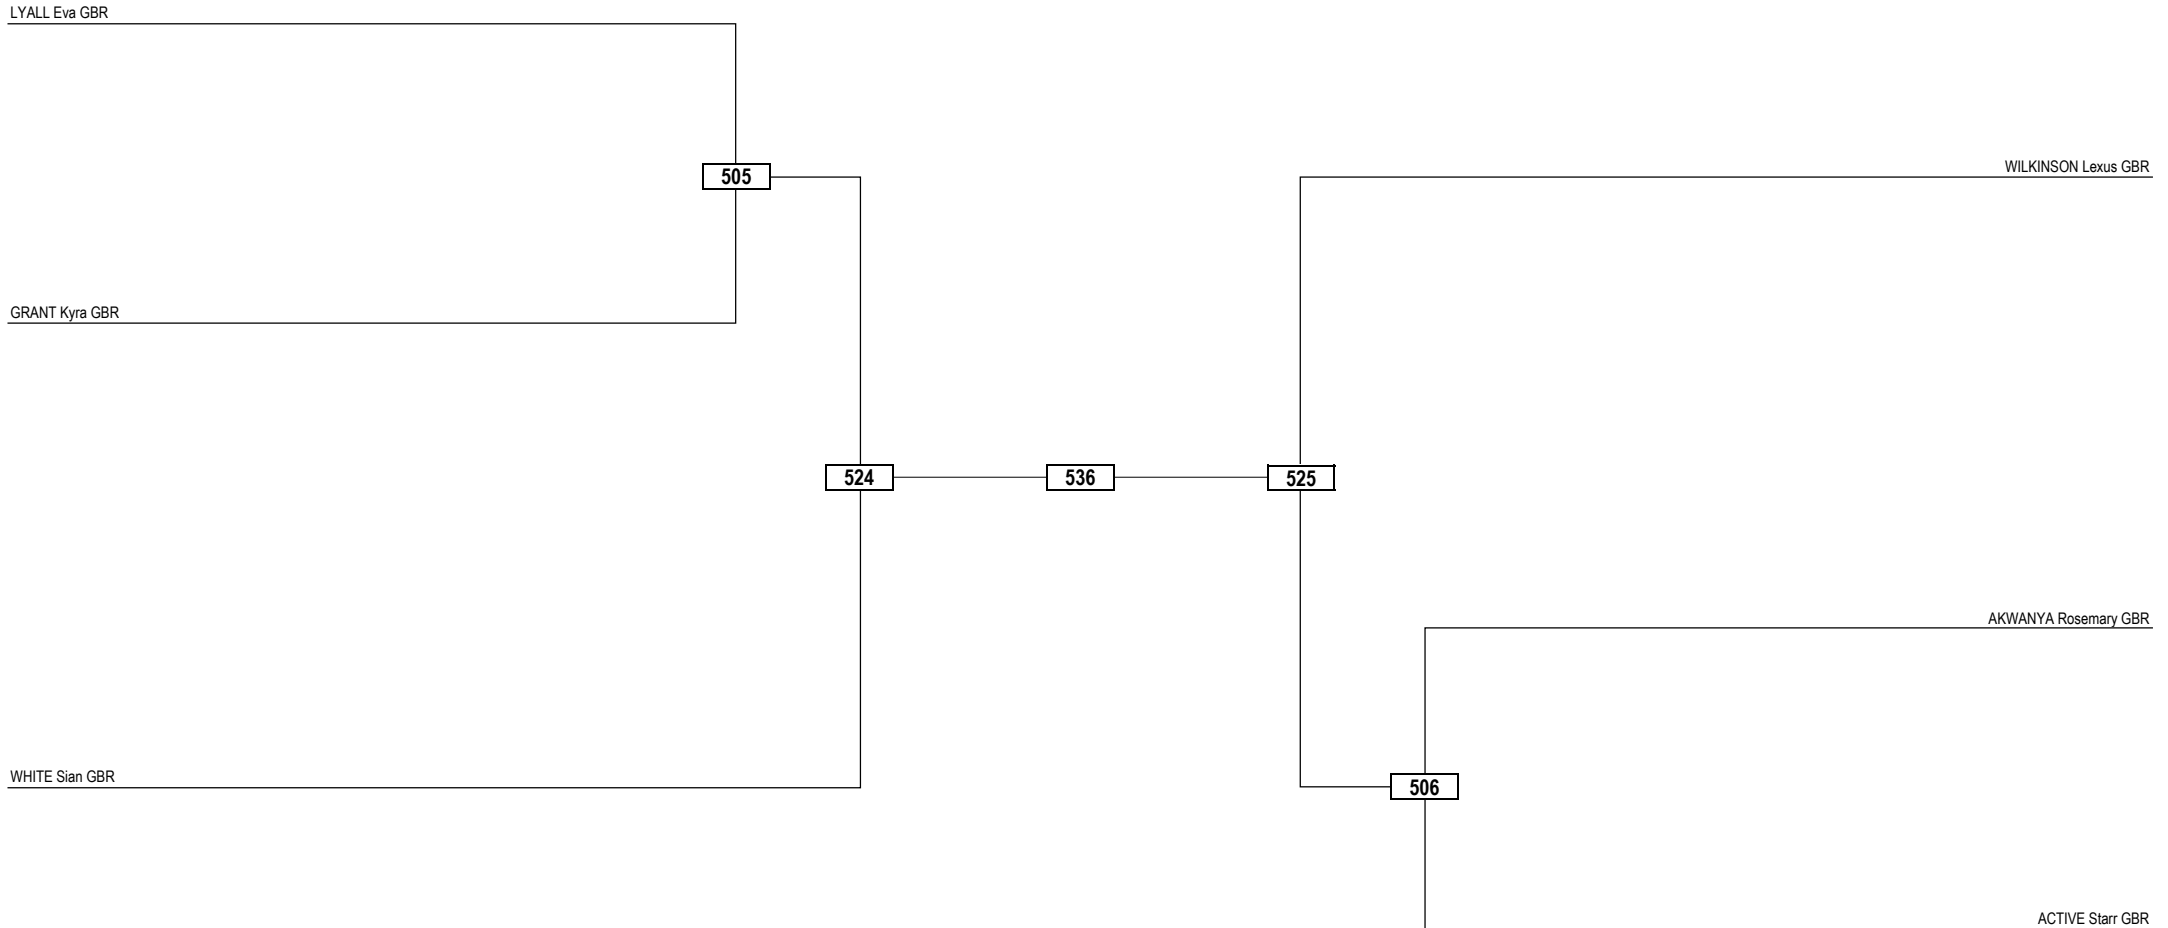 LYALL Eva GBR
505
WILKINSON Lexus GBR
GRANT Kyra GBR
524
536
525
AKWANYA Rosemary GBR
WHITE Sian GBR
506
ACTIVE Starr GBR